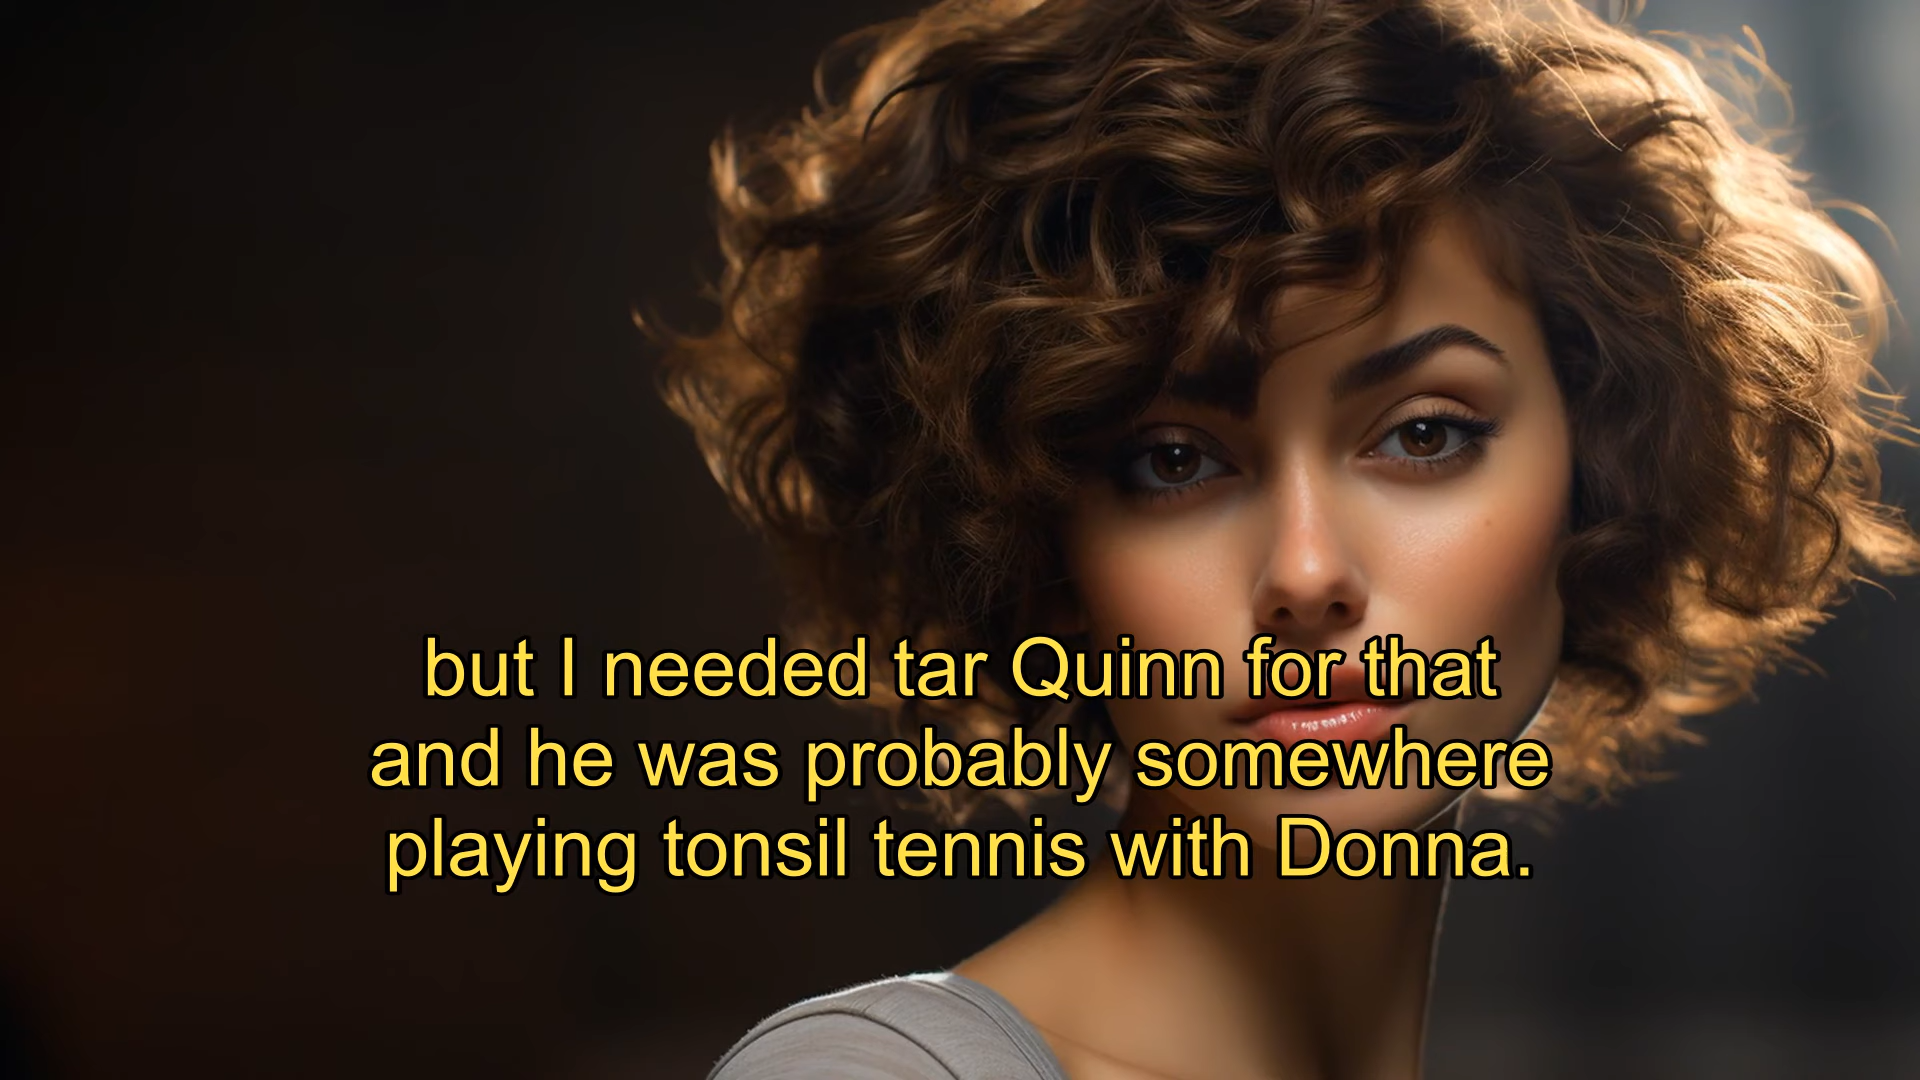 but I needed tar Quinn for that
and he was probably somewhere
playing tonsil tennis with Donna.